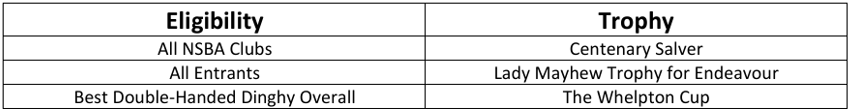 Eligibility Trophy
All NSBA Clubs Centenary Salver
All Entrants Lady Mayhew Trophy for Endeavour
Best Double-Handed Dinghy Overall The Whelpton Cup